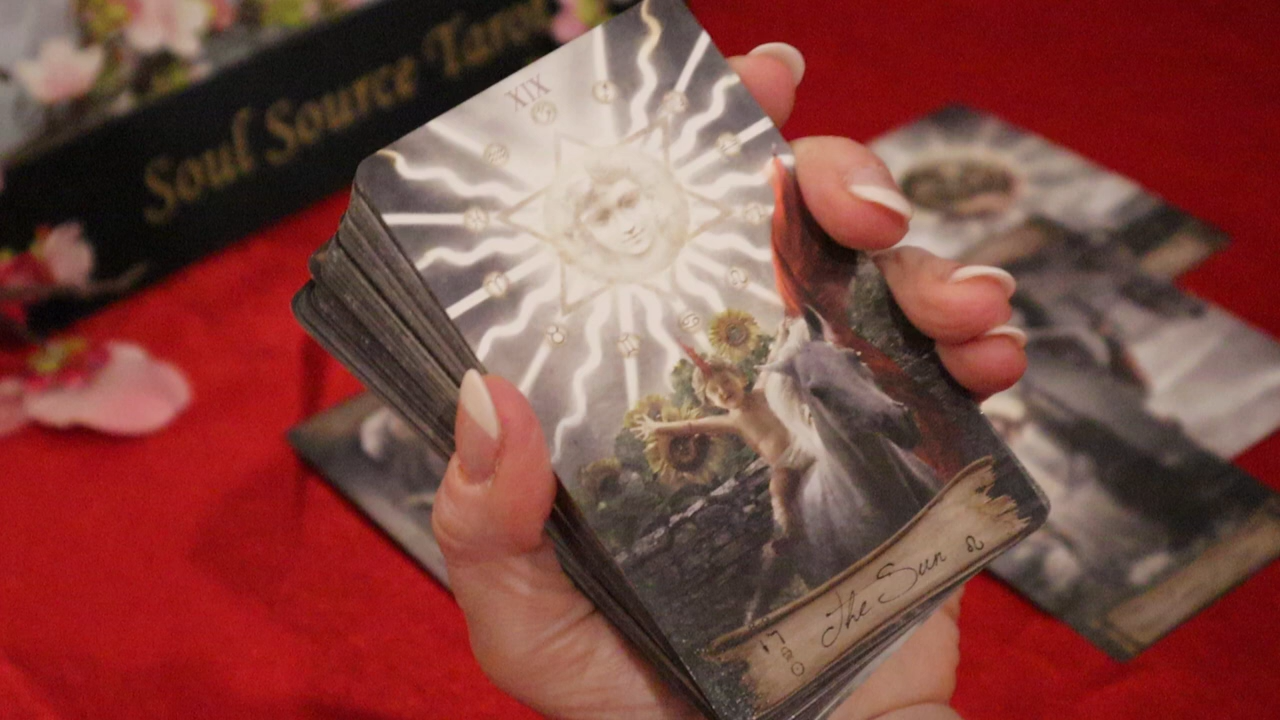 Soul Source Tarot
XIX
The Sun ♌